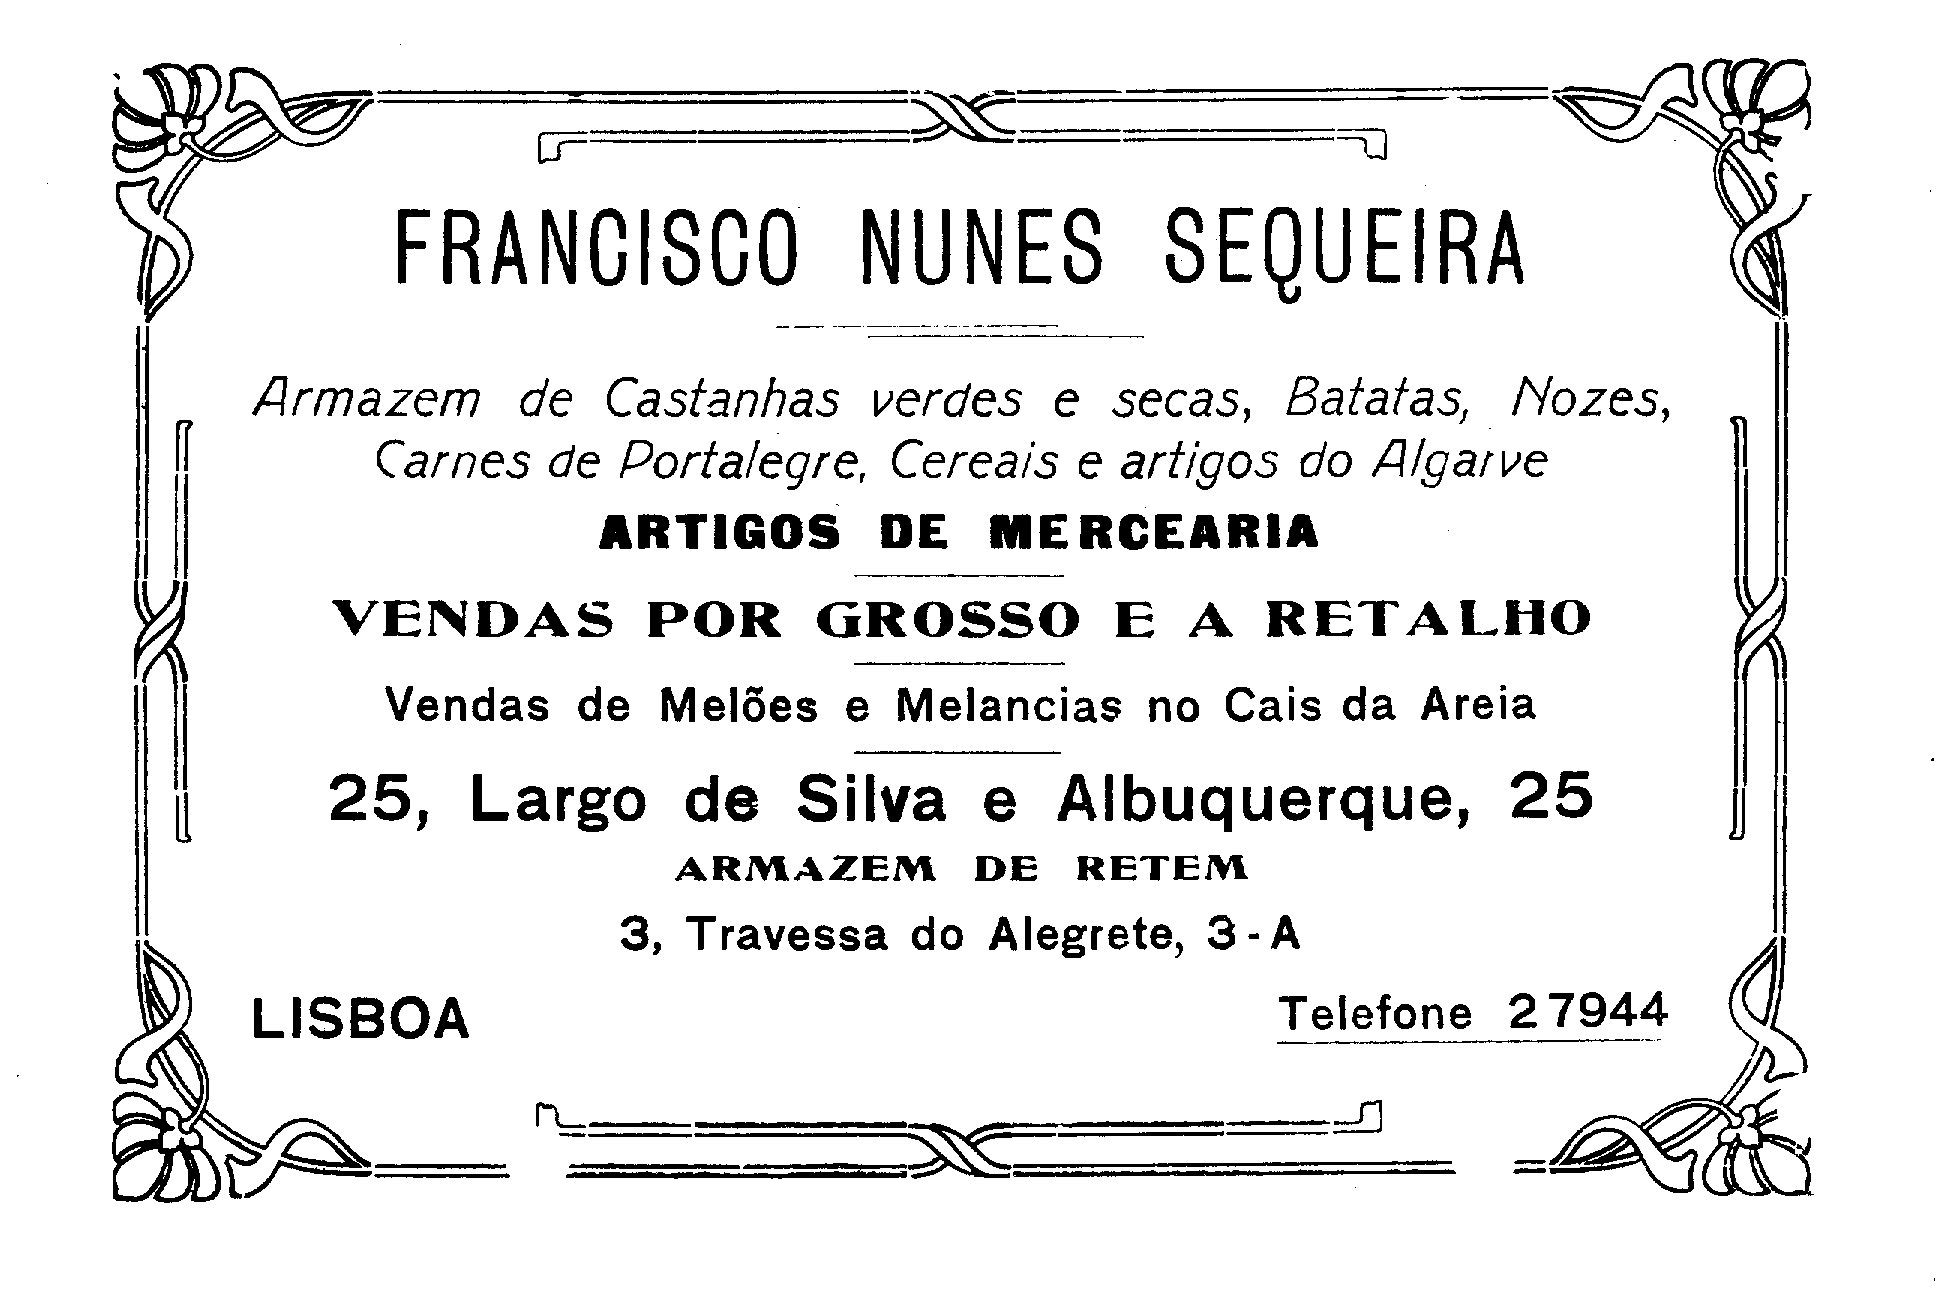 FRANCISCO NUNES SEQUEIRA
Armazem de Castanhas verdes e secas, Batatas, Nozes,
Carnes de Portalegre, Cereais e artigos do Algarve
ARTIGOS DE MERCEARIA
VENDAS POR GROSSO E A RETALHO
Vendas de Melões e Melancias no Cais da Areia
25, Largo de Silva e Albuquerque, 25
ARMAZEM DE RETEM
3, Travessa do Alegrete, 3-A
LISBOA
Telefone 27944